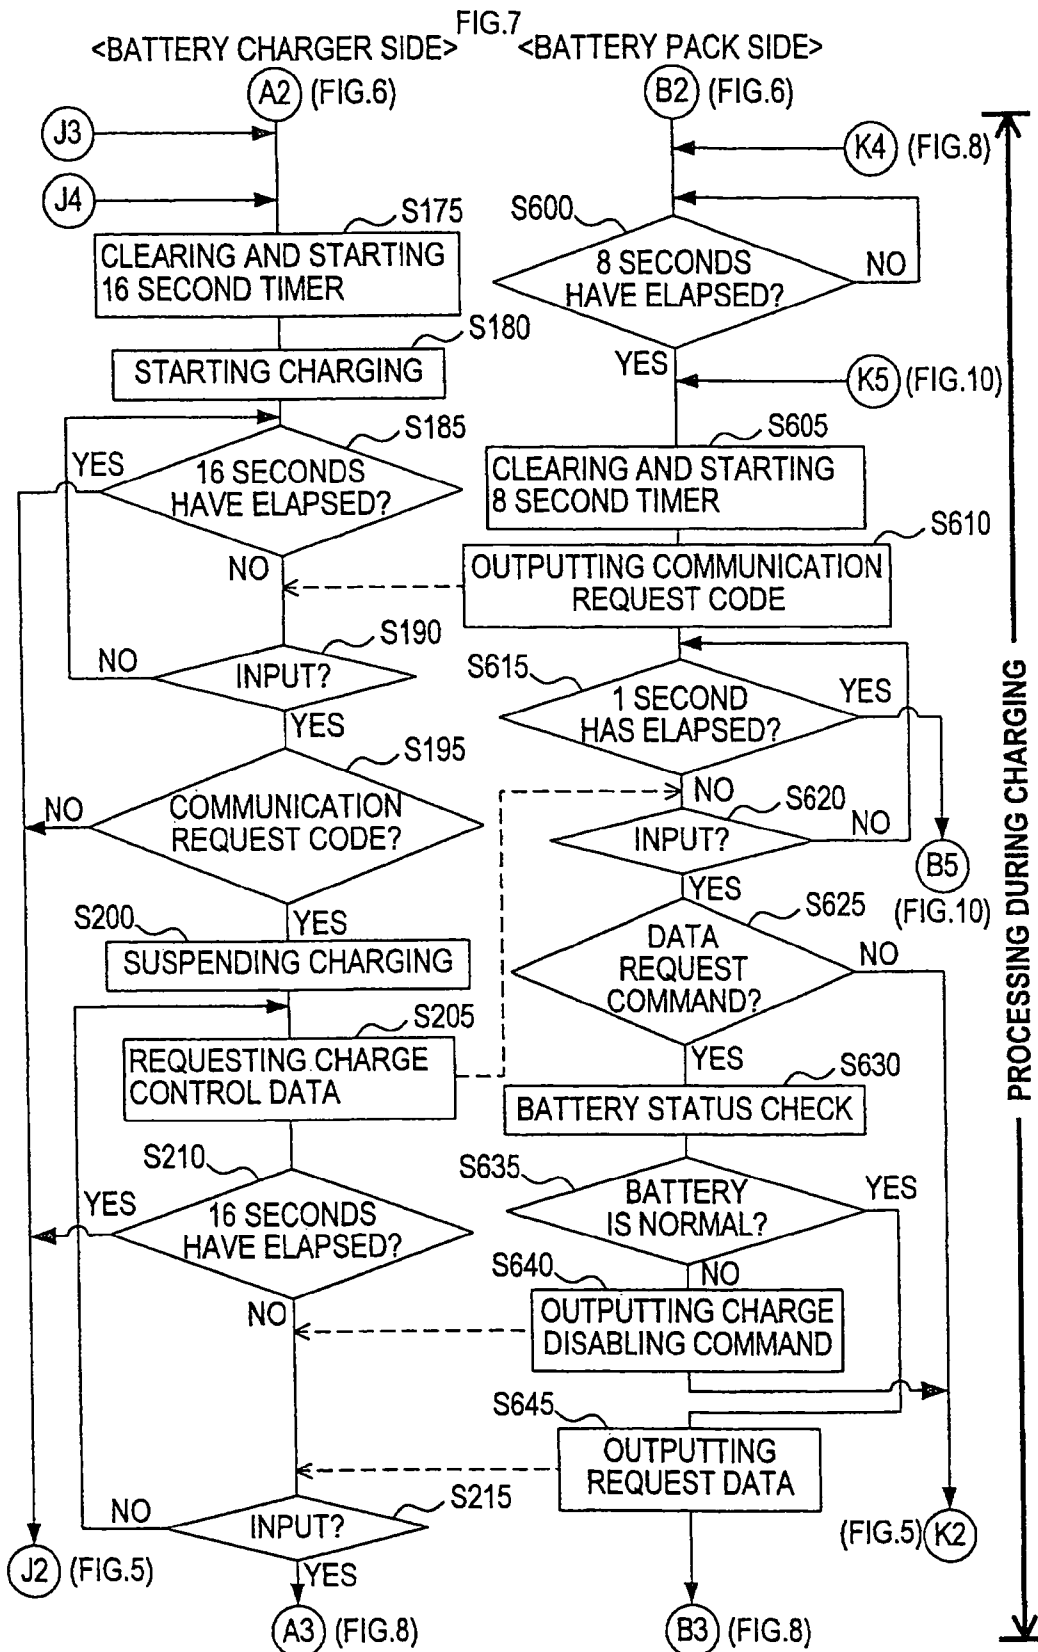 FIG.7
<BATTERY CHARGER SIDE>
<BATTERY PACK SIDE>
A2 (FIG.6)
J3
J4
S175
CLEARING AND STARTING
16 SECOND TIMER
S180
STARTING CHARGING
S185
16 SECONDS
HAVE ELAPSED?
YES
NO
S190
INPUT?
NO
YES
S195
COMMUNICATION
REQUEST CODE?
NO
YES
S200
SUSPENDING CHARGING
S205
REQUESTING CHARGE
CONTROL DATA
S210
16 SECONDS
HAVE ELAPSED?
YES
NO
S215
INPUT?
NO
YES
J2 (FIG.5)
A3 (FIG.8)
B2 (FIG.6)
K4 (FIG.8)
S600
8 SECONDS
HAVE ELAPSED?
NO
YES
K5 (FIG.10)
S605
CLEARING AND STARTING
8 SECOND TIMER
S610
OUTPUTTING COMMUNICATION
REQUEST CODE
S615
1 SECOND
HAS ELAPSED?
YES
NO
S620
INPUT?
NO
YES
B5
(FIG.10)
S625
DATA
REQUEST
COMMAND?
NO
YES
S630
BATTERY STATUS CHECK
S635
BATTERY
IS NORMAL?
YES
NO
S640
OUTPUTTING CHARGE
DISABLING COMMAND
S645
OUTPUTTING
REQUEST DATA
(FIG.5) K2
B3 (FIG.8)
PROCESSING DURING CHARGING